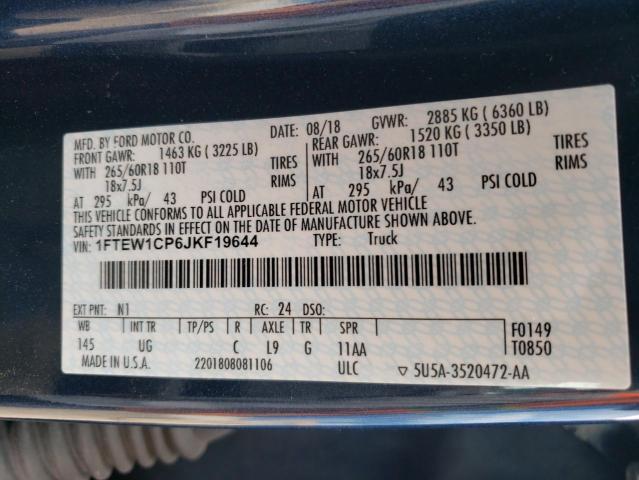 MFD. BY FORD MOTOR CO. DATE: 08/18 GVWR: 2885 KG ( 6360 LB)
FRONT GAWR: 1463 KG ( 3225 LB) REAR GAWR: 1520 KG ( 3350 LB)
WITH 265/60R18 110T TIRES 265/60R18 110T TIRES
18x7.5J RIMS 18x7.5J RIMS
AT 295 kPa/ 43 PSI COLD AT 295 kPa/ 43 PSI COLD
THIS VEHICLE CONFORMS TO ALL APPLICABLE FEDERAL MOTOR VEHICLE
SAFETY STANDARDS IN EFFECT ON THE DATE OF MANUFACTURE SHOWN ABOVE.
VIN: 1FTEW1CP6JKF19644 TYPE: Truck
EXT PNT: N1 RC: 24 DSO:
WB INT TR TP/PS R AXLE TR SPR F0149
145 UG C L9 G 11AA T0850
MADE IN U.S.A. 2201808081106 ULC ▽ 5U5A-3520472-AA